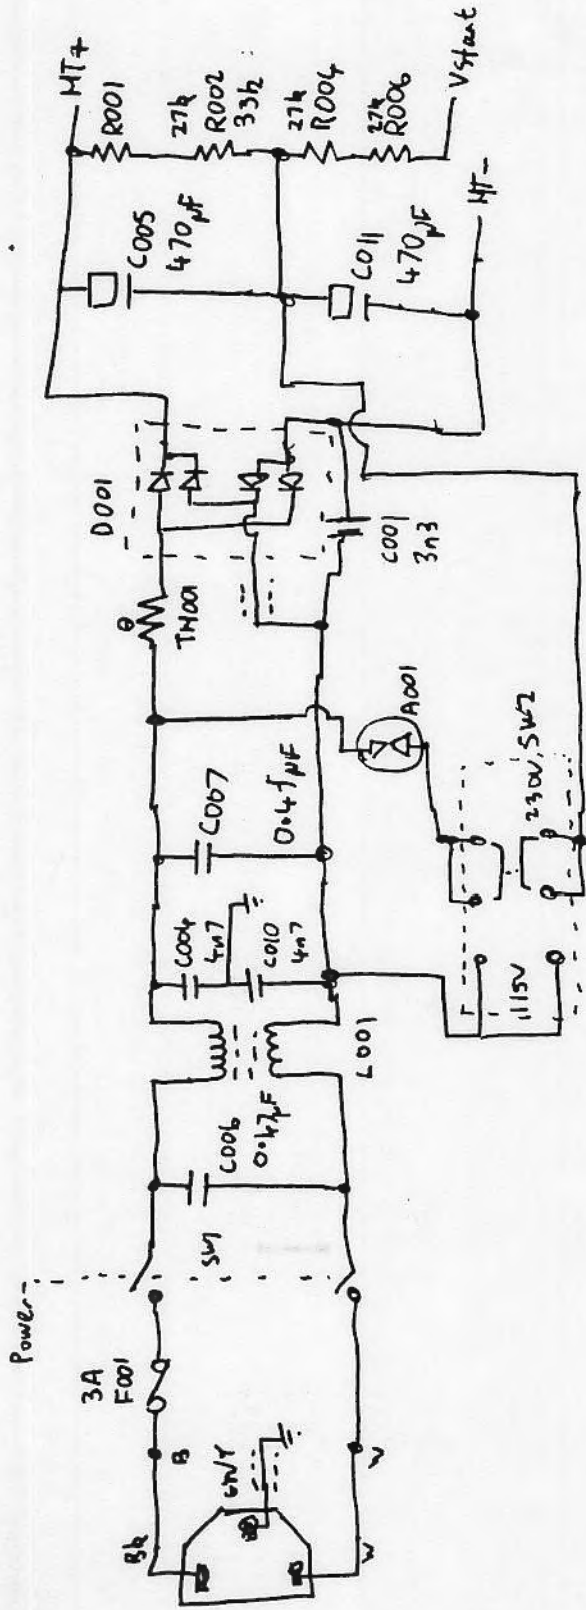 Power
Bk
B
3A
F001
GN/Y
W
W
SW1
C006
0.47µF
L001
C004
4n7
C010
4n7
C007
0.47µF
θ
TH001
D001
C001
3n3
A001
115V
230V
SW2
HT+
C005
470µF
R001
27k
R002
33k
27k
R004
27k
R006
C011
470µF
HT-
Vstart